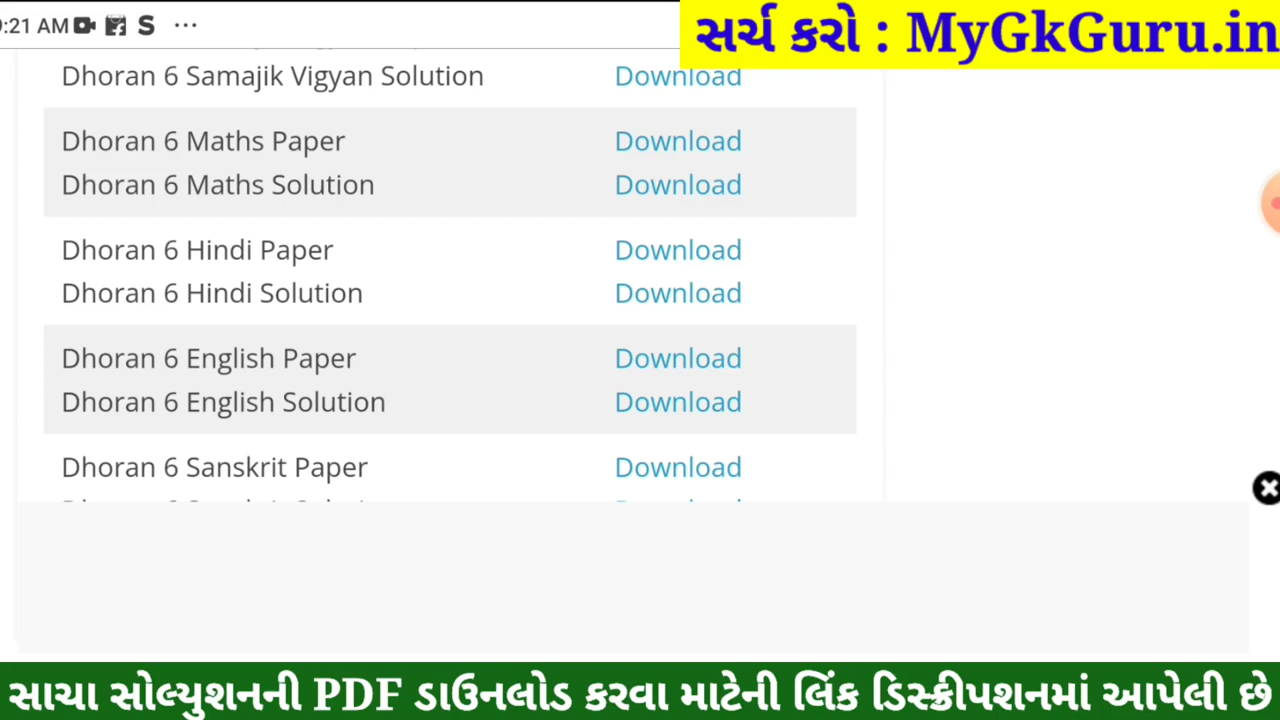 9:21 AM S ...
સર્ચ કરો : MyGkGuru.in
Dhoran 6 Samajik Vigyan Solution Download
Dhoran 6 Maths Paper Download
Dhoran 6 Maths Solution Download
Dhoran 6 Hindi Paper Download
Dhoran 6 Hindi Solution Download
Dhoran 6 English Paper Download
Dhoran 6 English Solution Download
Dhoran 6 Sanskrit Paper Download
સાચા સોલ્યુશનની PDF ડાઉનલોડ કરવા માટેની લિંક ડિસ્ક્રીપશનમાં આપેલી છે